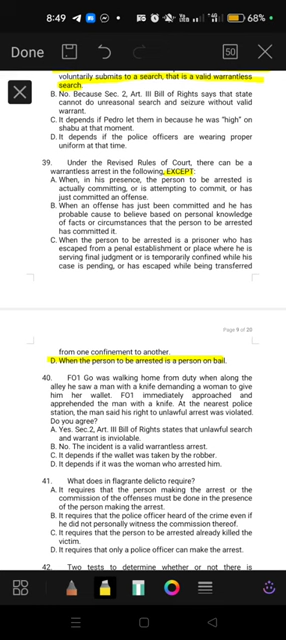 8:49
68%
Done
50
voluntarily submits to a search, that is a valid warrantless
search.
B. No. Because Sec. 2, Art. III Bill of Rights says that state
cannot do unreasonal search and seizure without valid
warrant.
C. It depends if Pedro let them in because he was "high" on
shabu at that moment.
D. It depends if the police officers are wearing proper
uniform at that time.
39. Under the Revised Rules of Court, there can be a
warrantless arrest in the following, EXCEPT:
A. When, in his presence, the person to be arrested is
actually committing, or is attempting to commit, or has
just committed an offense.
B. When an offense has just been committed and he has
probable cause to believe based on personal knowledge
of facts or circumstances that the person to be arrested
has committed it.
C. When the person to be arrested is a prisoner who has
escaped from a penal establishment or place where he is
serving final judgment or is temporarily confined while his
case is pending, or has escaped while being transferred
Page 9 of 20
from one confinement to another.
D. When the person to be arrested is a person on bail.
40. FO1 Go was walking home from duty when along the
alley he saw a man with a knife demanding a woman to give
him her wallet. FO1 immediately approached and
apprehended the man with a knife. At the nearest police
station, the man said his right to unlawful arrest was violated.
Do you agree?
A. Yes. Sec.2, Art. III Bill of Rights states that unlawful search
and warrant is inviolable.
B. No. The incident is a valid warrantless arrest.
C. It depends if the wallet was taken by the robber.
D. It depends if it was the woman who arrested him.
41. What does in flagrante delicto require?
A. It requires that the person making the arrest or the
commission of the offenses must be done in the presence
of the person making the arrest.
B. It requires that the police officer heard of the crime even if
he did not personally witness the commission thereof.
C. It requires that the person to be arrested already killed the
victim.
D. It requires that only a police officer can make the arrest.
42. Two tests to determine whether or not there is